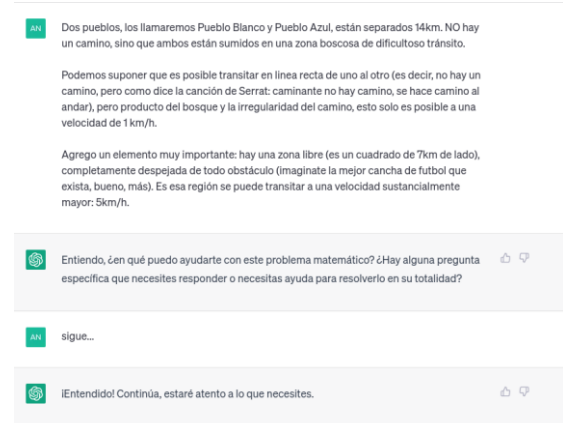 AN
Dos pueblos, los llamaremos Pueblo Blanco y Pueblo Azul, están separados 14km. NO hay
un camino, sino que ambos están sumidos en una zona boscosa de dificultoso tránsito.
Podemos suponer que es posible transitar en linea recta de uno al otro (es decir, no hay un
camino, pero como dice la canción de Serrat: caminante no hay camino, se hace camino al
andar), pero producto del bosque y la irregularidad del camino, esto solo es posible a una
velocidad de 1 km/h.
Agrego un elemento muy importante: hay una zona libre (es un cuadrado de 7km de lado),
completamente despejada de todo obstáculo (imaginate la mejor cancha de futbol que
exista, bueno, más). Es esa región se puede transitar a una velocidad sustancialmente
mayor: 5km/h.
Entiendo, ¿en qué puedo ayudarte con este problema matemático? ¿Hay alguna pregunta
específica que necesites responder o necesitas ayuda para resolverlo en su totalidad?
AN
sigue...
¡Entendido! Continúa, estaré atento a lo que necesites.